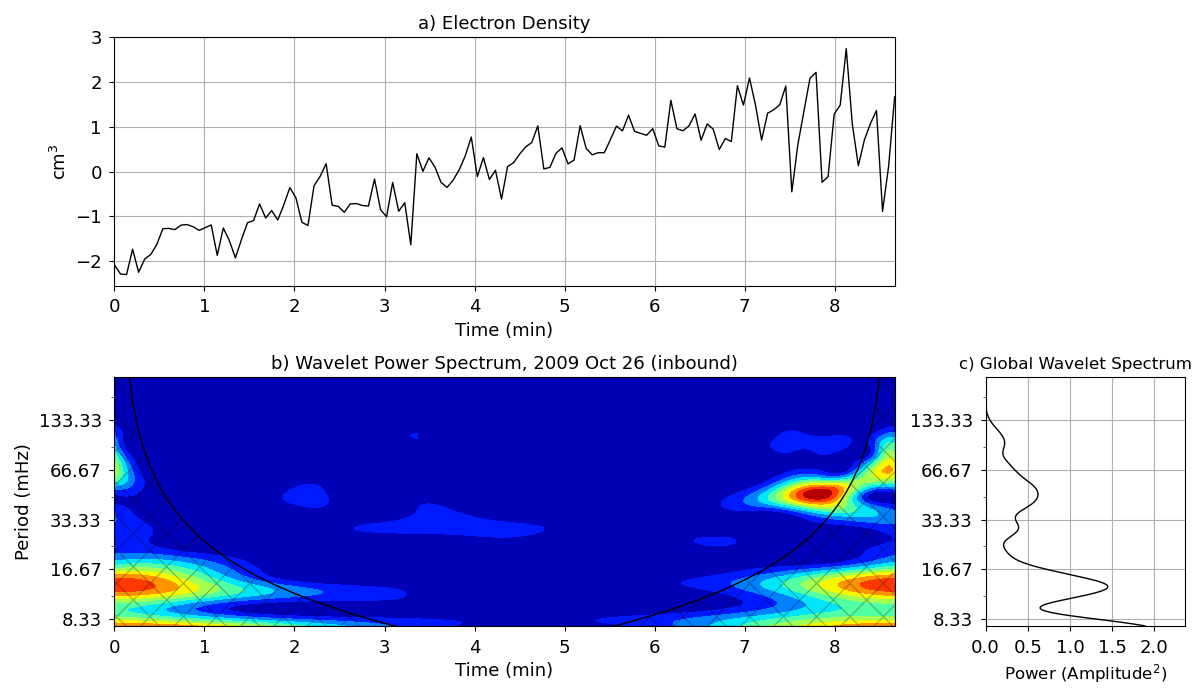 a) Electron Density
3
2
1
0
−1
−2
cm³
0 1 2 3 4 5 6 7 8
Time (min)
b) Wavelet Power Spectrum, 2009 Oct 26 (inbound)
133.33
66.67
33.33
16.67
8.33
Period (mHz)
0 1 2 3 4 5 6 7 8
Time (min)
c) Global Wavelet Spectrum
133.33
66.67
33.33
16.67
8.33
0.0 0.5 1.0 1.5 2.0
Power (Amplitude²)